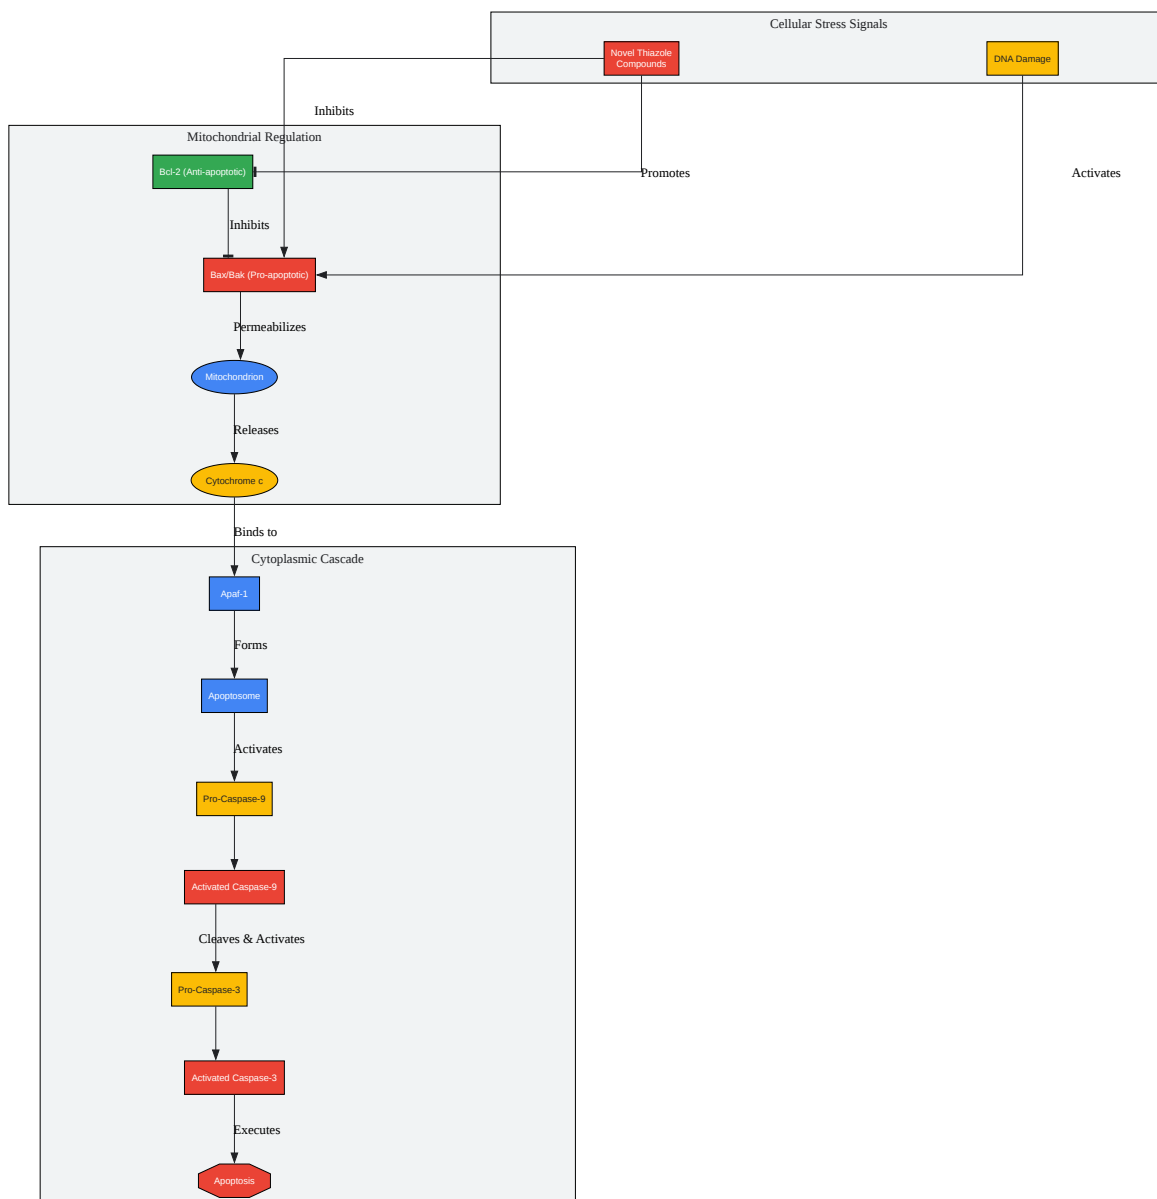 Cellular Stress Signals
Novel Thiazole
Compounds
DNA Damage
Inhibits
Mitochondrial Regulation
Bcl-2 (Anti-apoptotic)
Promotes
Activates
Inhibits
Bax/Bak (Pro-apoptotic)
Permeabilizes
Mitochondrion
Releases
Cytochrome c
Binds to
Cytoplasmic Cascade
Apaf-1
Forms
Apoptosome
Activates
Pro-Caspase-9
Activated Caspase-9
Cleaves & Activates
Pro-Caspase-3
Activated Caspase-3
Executes
Apoptosis